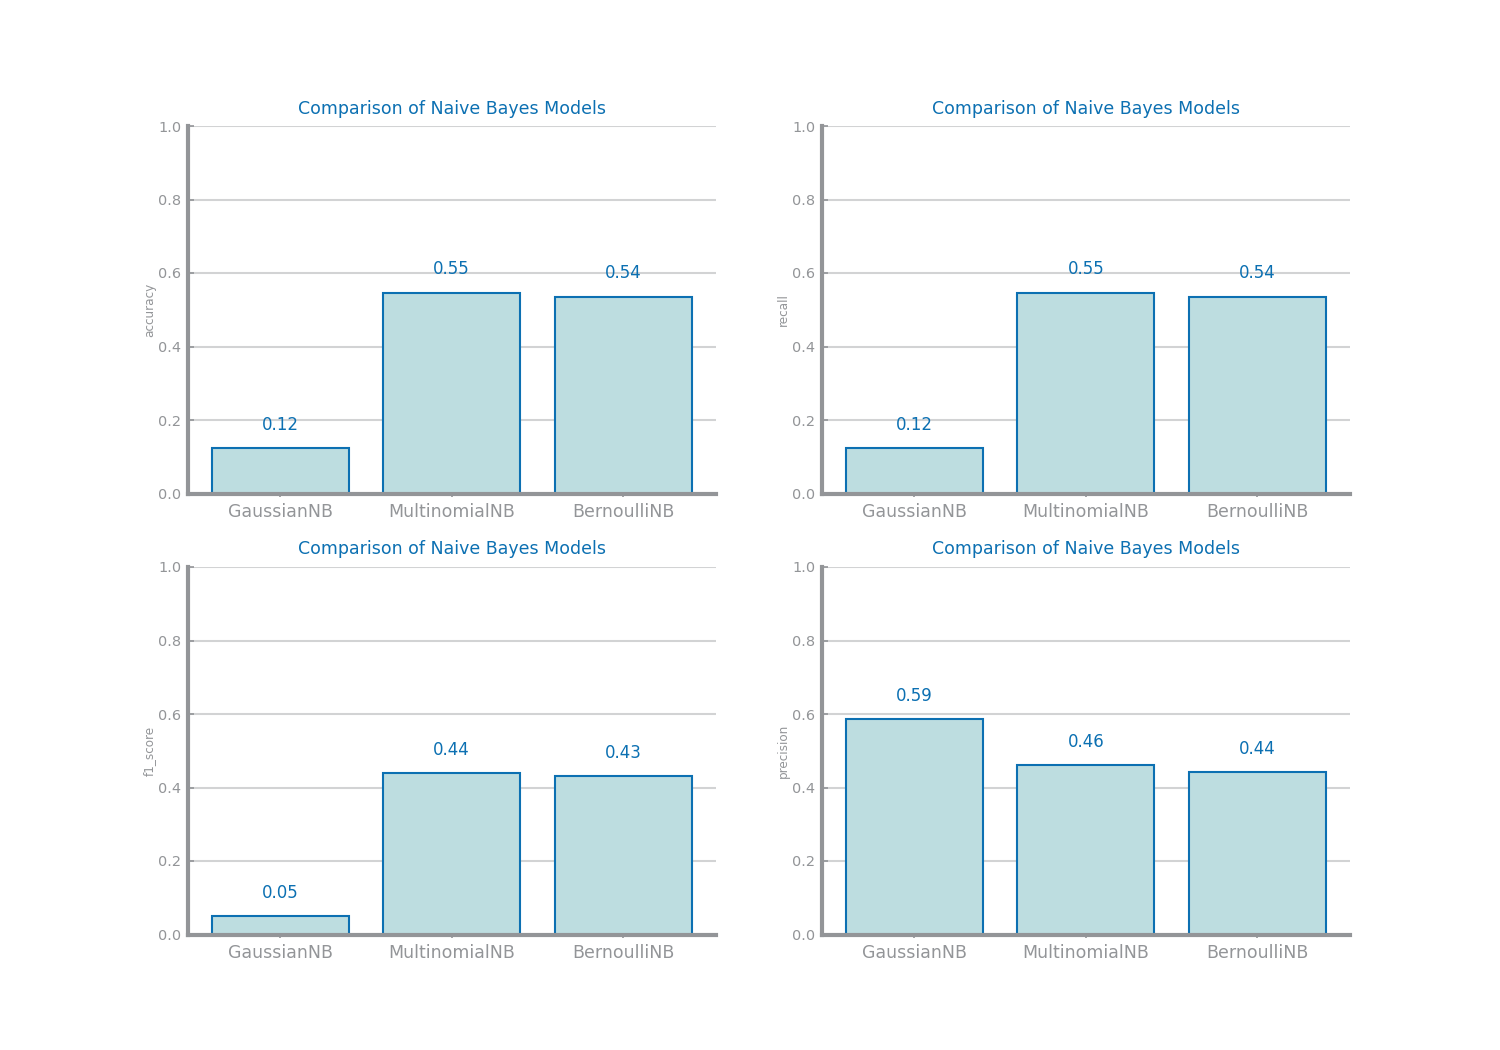 Comparison of Naive Bayes Models
1.0
0.8
0.6
0.4
0.2
0.0
accuracy
0.12
0.55
0.54
GaussianNB
MultinomialNB
BernoulliNB
Comparison of Naive Bayes Models
1.0
0.8
0.6
0.4
0.2
0.0
recall
0.12
0.55
0.54
GaussianNB
MultinomialNB
BernoulliNB
Comparison of Naive Bayes Models
1.0
0.8
0.6
0.4
0.2
0.0
f1_score
0.05
0.44
0.43
GaussianNB
MultinomialNB
BernoulliNB
Comparison of Naive Bayes Models
1.0
0.8
0.6
0.4
0.2
0.0
precision
0.59
0.46
0.44
GaussianNB
MultinomialNB
BernoulliNB